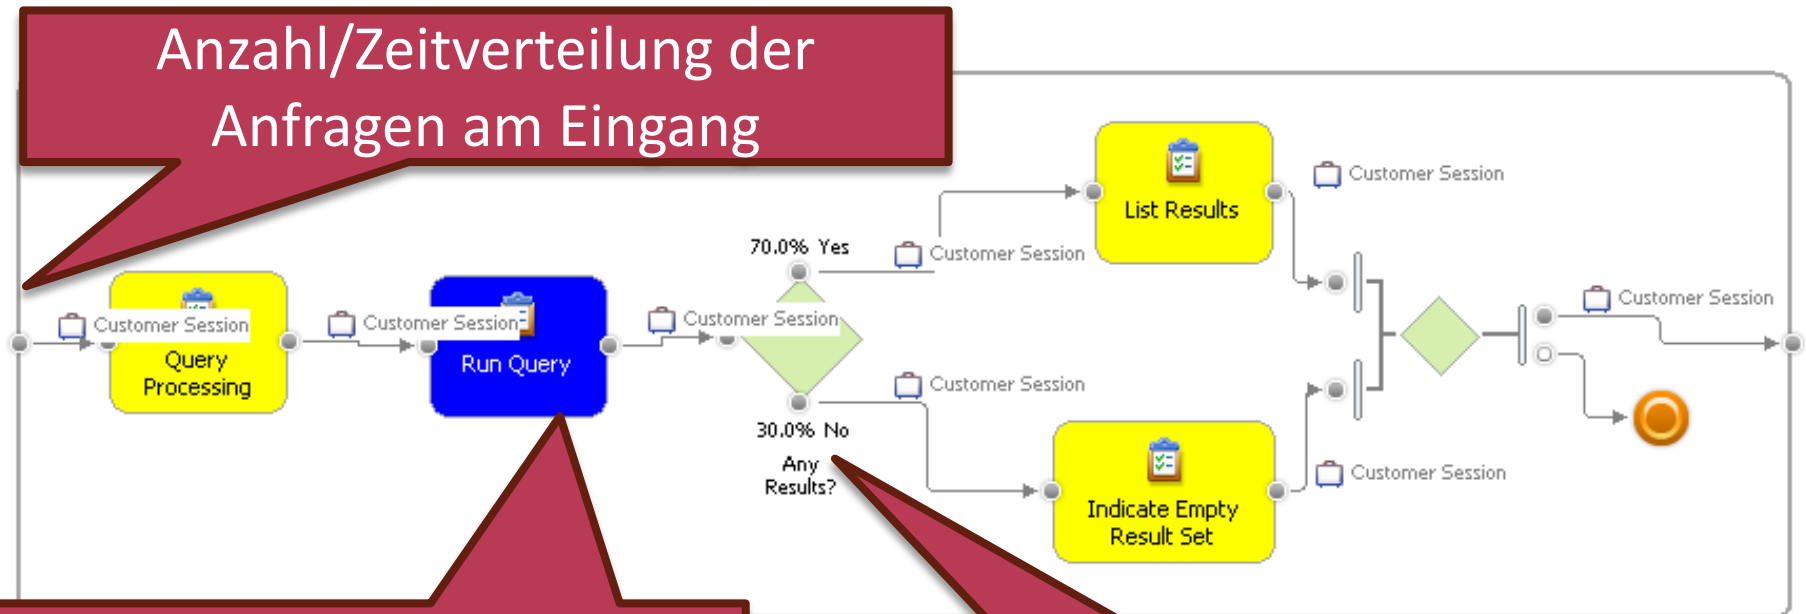 Anzahl/Zeitverteilung der
Anfragen am Eingang
Customer Session
Query
Processing
Customer Session
Run Query
Customer Session
70.0% Yes
30.0% No
Any
Results?
Customer Session
List Results
Customer Session
Customer Session
Indicate Empty
Result Set
Customer Session
Customer Session